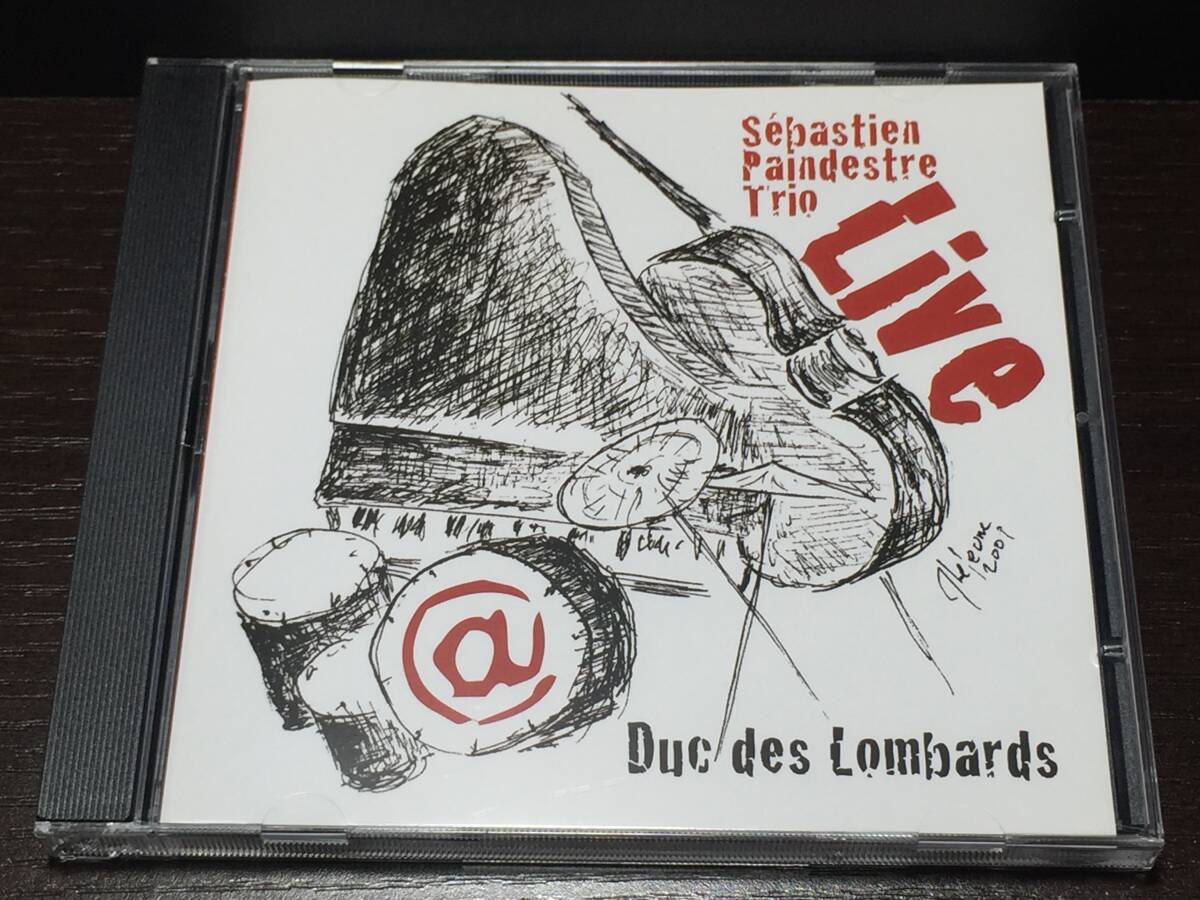 Sébastien
Paindestre
Trio
Live
@
Duc des Lombards